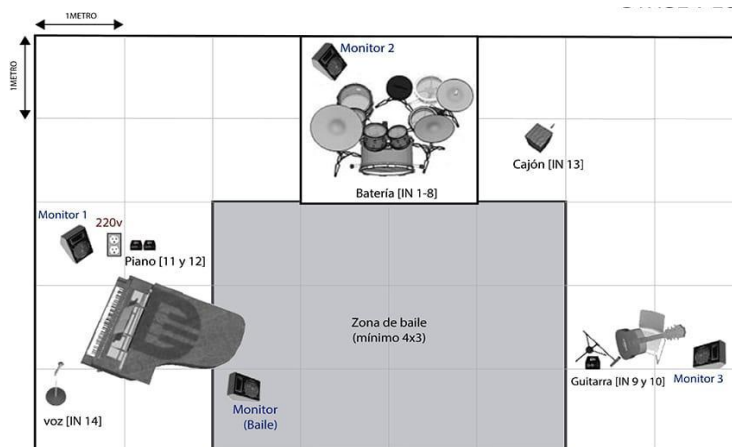 1METRO
1METRO
Monitor 2
Cajón [IN 13]
Batería [IN 1-8]
Monitor 1
220v
Piano [11 y 12]
Zona de baile
(mínimo 4x3)
Guitarra [IN 9 y 10]
Monitor 3
Monitor
(Baile)
voz [IN 14]